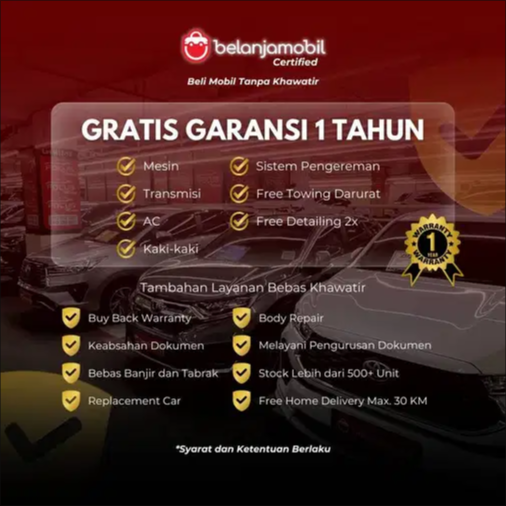 belanjamobil
Certified
Beli Mobil Tanpa Khawatir
GRATIS GARANSI 1 TAHUN
Mesin
Sistem Pengereman
Transmisi
Free Towing Darurat
AC
Free Detailing 2x
Kaki-kaki
WARRANTY
1
YEAR
WARRANTY
Tambahan Layanan Bebas Khawatir
Buy Back Warranty
Body Repair
Keabsahan Dokumen
Melayani Pengurusan Dokumen
Bebas Banjir dan Tabrak
Stock Lebih dari 500+ Unit
Replacement Car
Free Home Delivery Max. 30 KM
*Syarat dan Ketentuan Berlaku